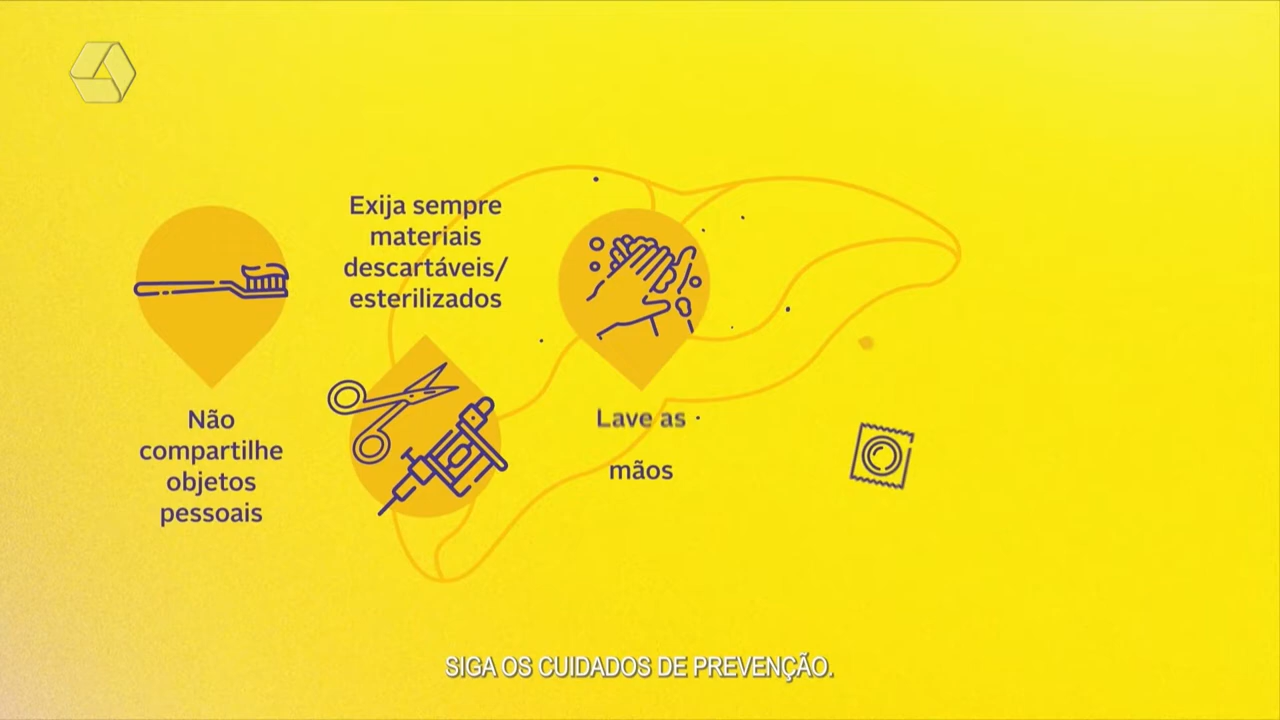 Não
compartilhe
objetos
pessoais
Exija sempre
materiais
descartáveis/
esterilizados
Lave as
mãos
SIGA OS CUIDADOS DE PREVENÇÃO.